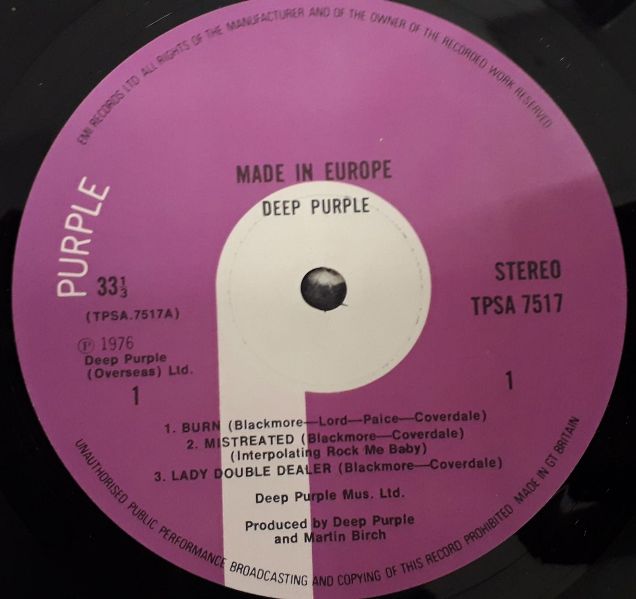 EMI RECORDS LTD ALL RIGHTS OF THE MANUFACTURER AND OF THE OWNER OF THE RECORDED WORK RESERVED
MADE IN EUROPE
DEEP PURPLE
PURPLE
33⅓
(TPSA.7517A)
STEREO
TPSA 7517
Ⓟ 1976
Deep Purple
(Overseas) Ltd.
1
1
1. BURN (Blackmore—Lord—Paice—Coverdale)
2. MISTREATED (Blackmore—Coverdale)
(Interpolating Rock Me Baby)
3. LADY DOUBLE DEALER (Blackmore—Coverdale)
Deep Purple Mus. Ltd.
Produced by Deep Purple
and Martin Birch
UNAUTHORISED PUBLIC PERFORMANCE BROADCASTING AND COPYING OF THIS RECORD PROHIBITED MADE IN GT BRITAIN